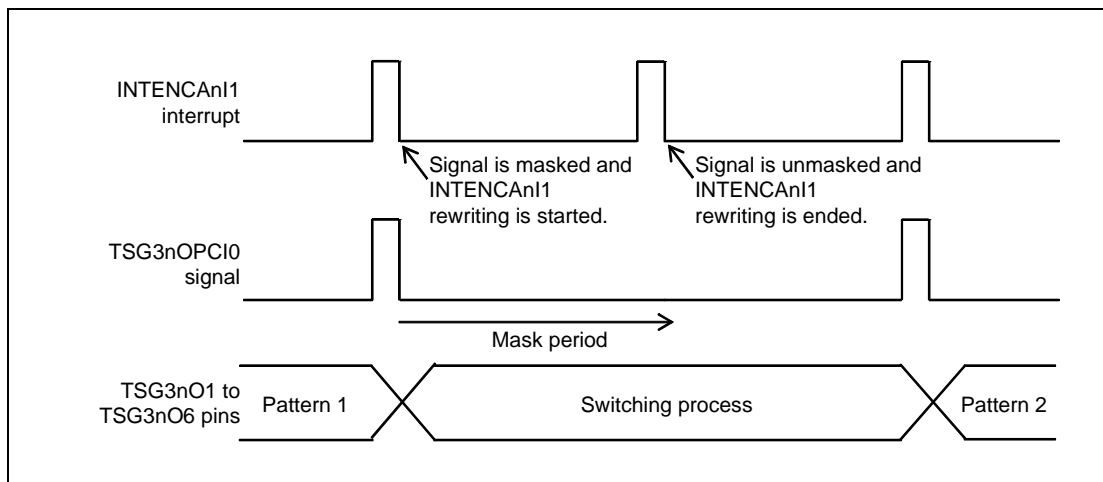 INTENCAnI1
interrupt
Signal is masked and
INTENCAnI1
rewriting is started.
Signal is unmasked and
INTENCAnI1
rewriting is ended.
TSG3nOPCI0
signal
Mask period
TSG3nO1 to
TSG3nO6 pins
Pattern 1
Switching process
Pattern 2